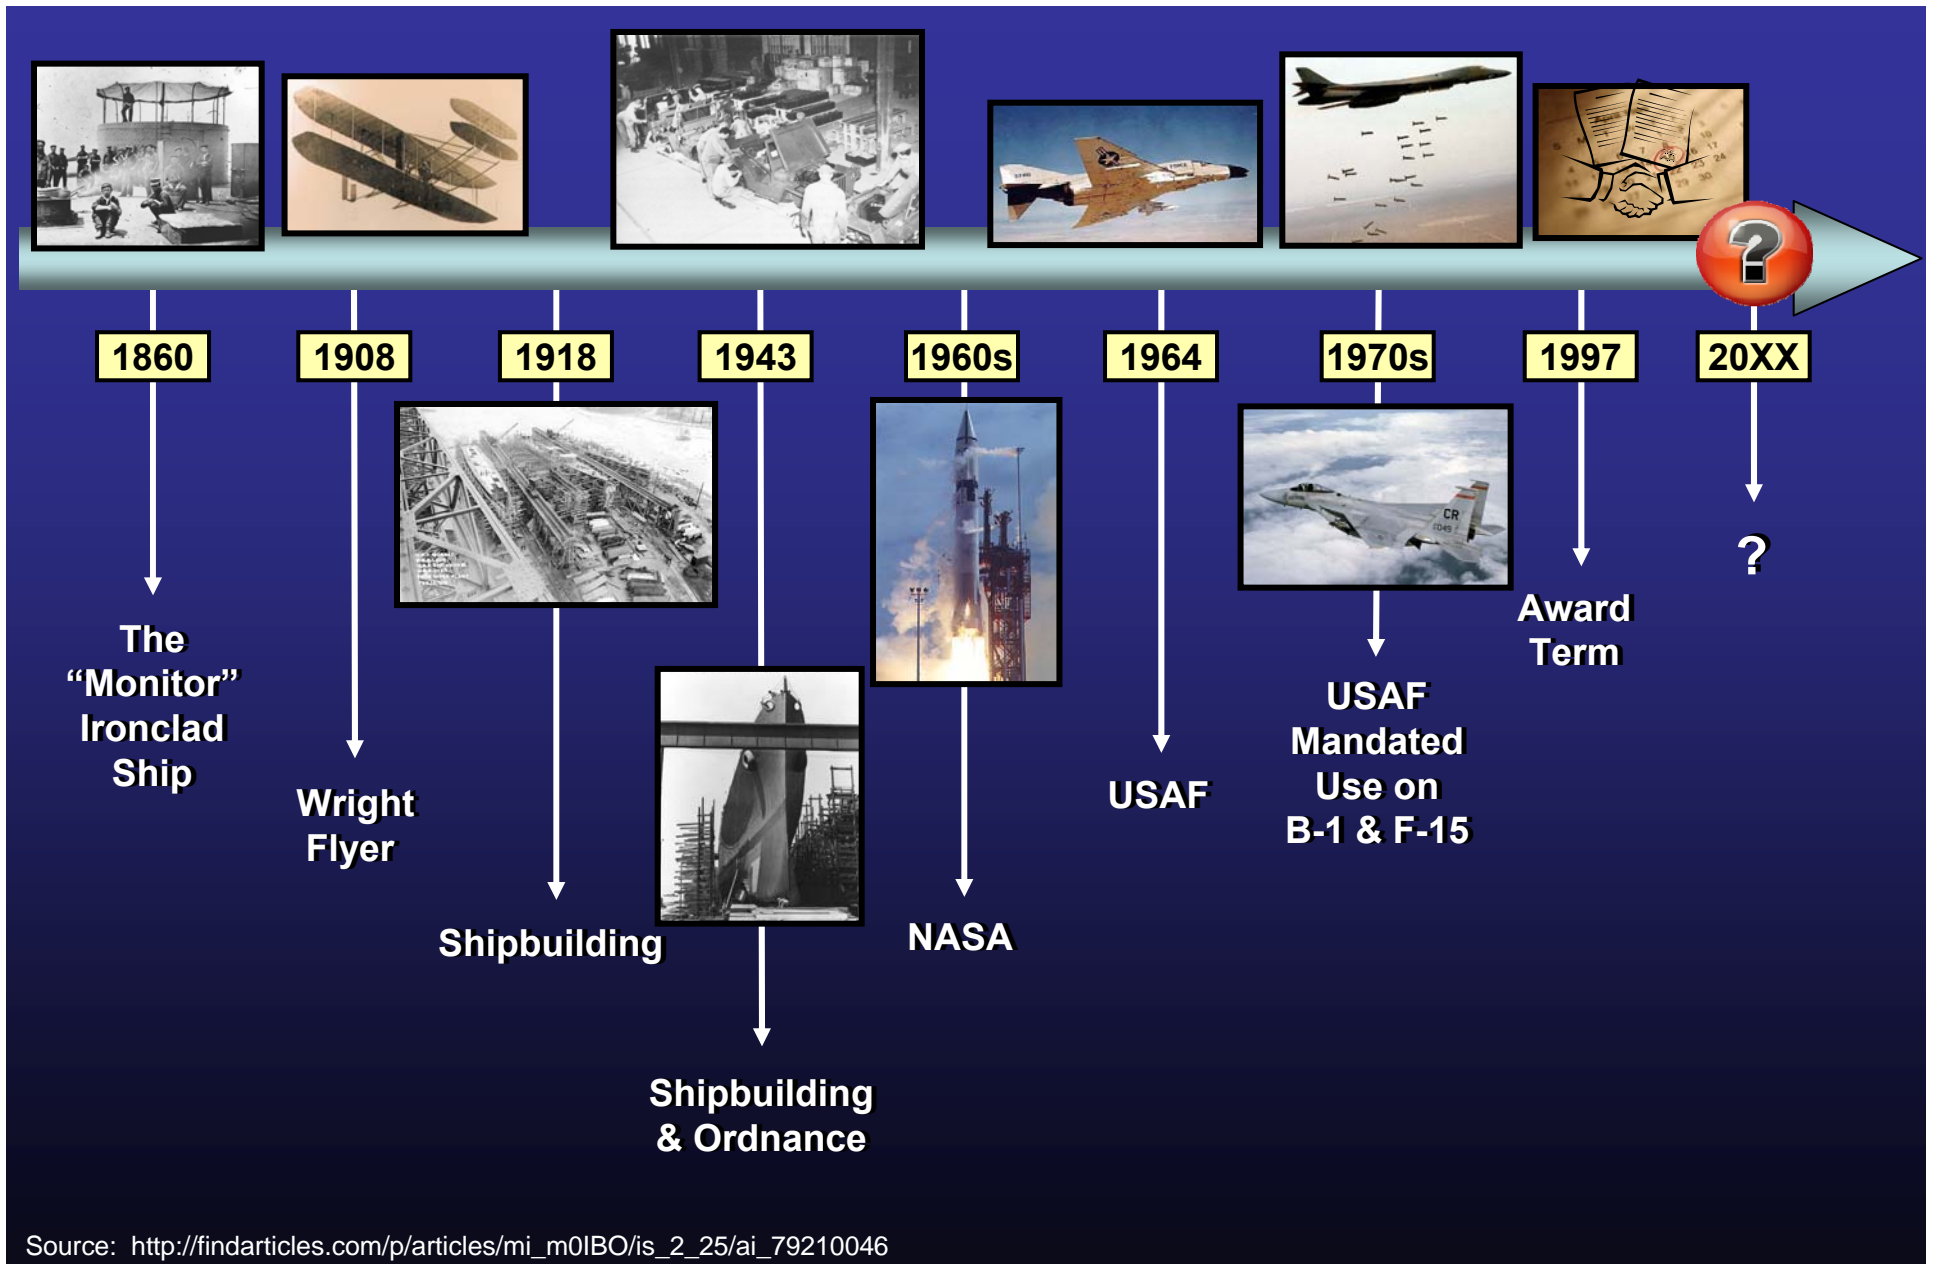 1860
1908
1918
1943
1960s
1964
1970s
1997
20XX
The
“Monitor”
Ironclad
Ship
Wright
Flyer
Shipbuilding
Shipbuilding
& Ordnance
NASA
USAF
CR
USAF
Mandated
Use on
B-1 & F-15
Award
Term
?
?
Source: http://findarticles.com/p/articles/mi_m0IBO/is_2_25/ai_79210046